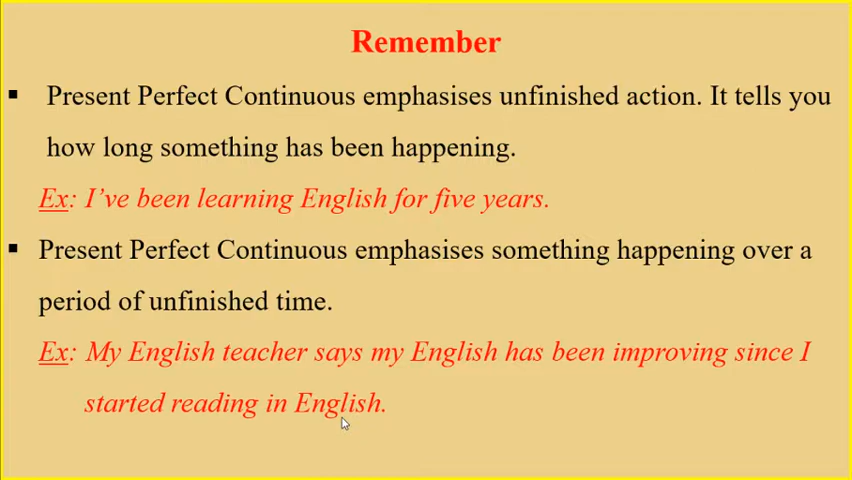 Remember
▪ Present Perfect Continuous emphasises unfinished action. It tells you
how long something has been happening.
Ex: I’ve been learning English for five years.
▪ Present Perfect Continuous emphasises something happening over a
period of unfinished time.
Ex: My English teacher says my English has been improving since I
started reading in English.